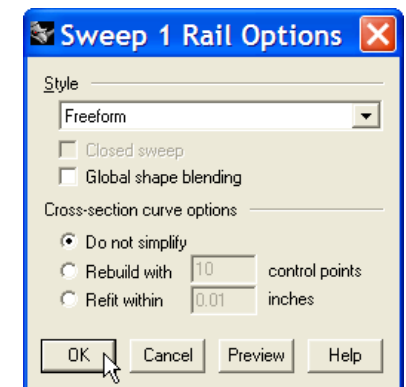 Sweep 1 Rail Options
Style
Freeform
Closed sweep
Global shape blending
Cross-section curve options
Do not simplify
Rebuild with 10 control points
Refit within 0.01 inches
OK Cancel Preview Help